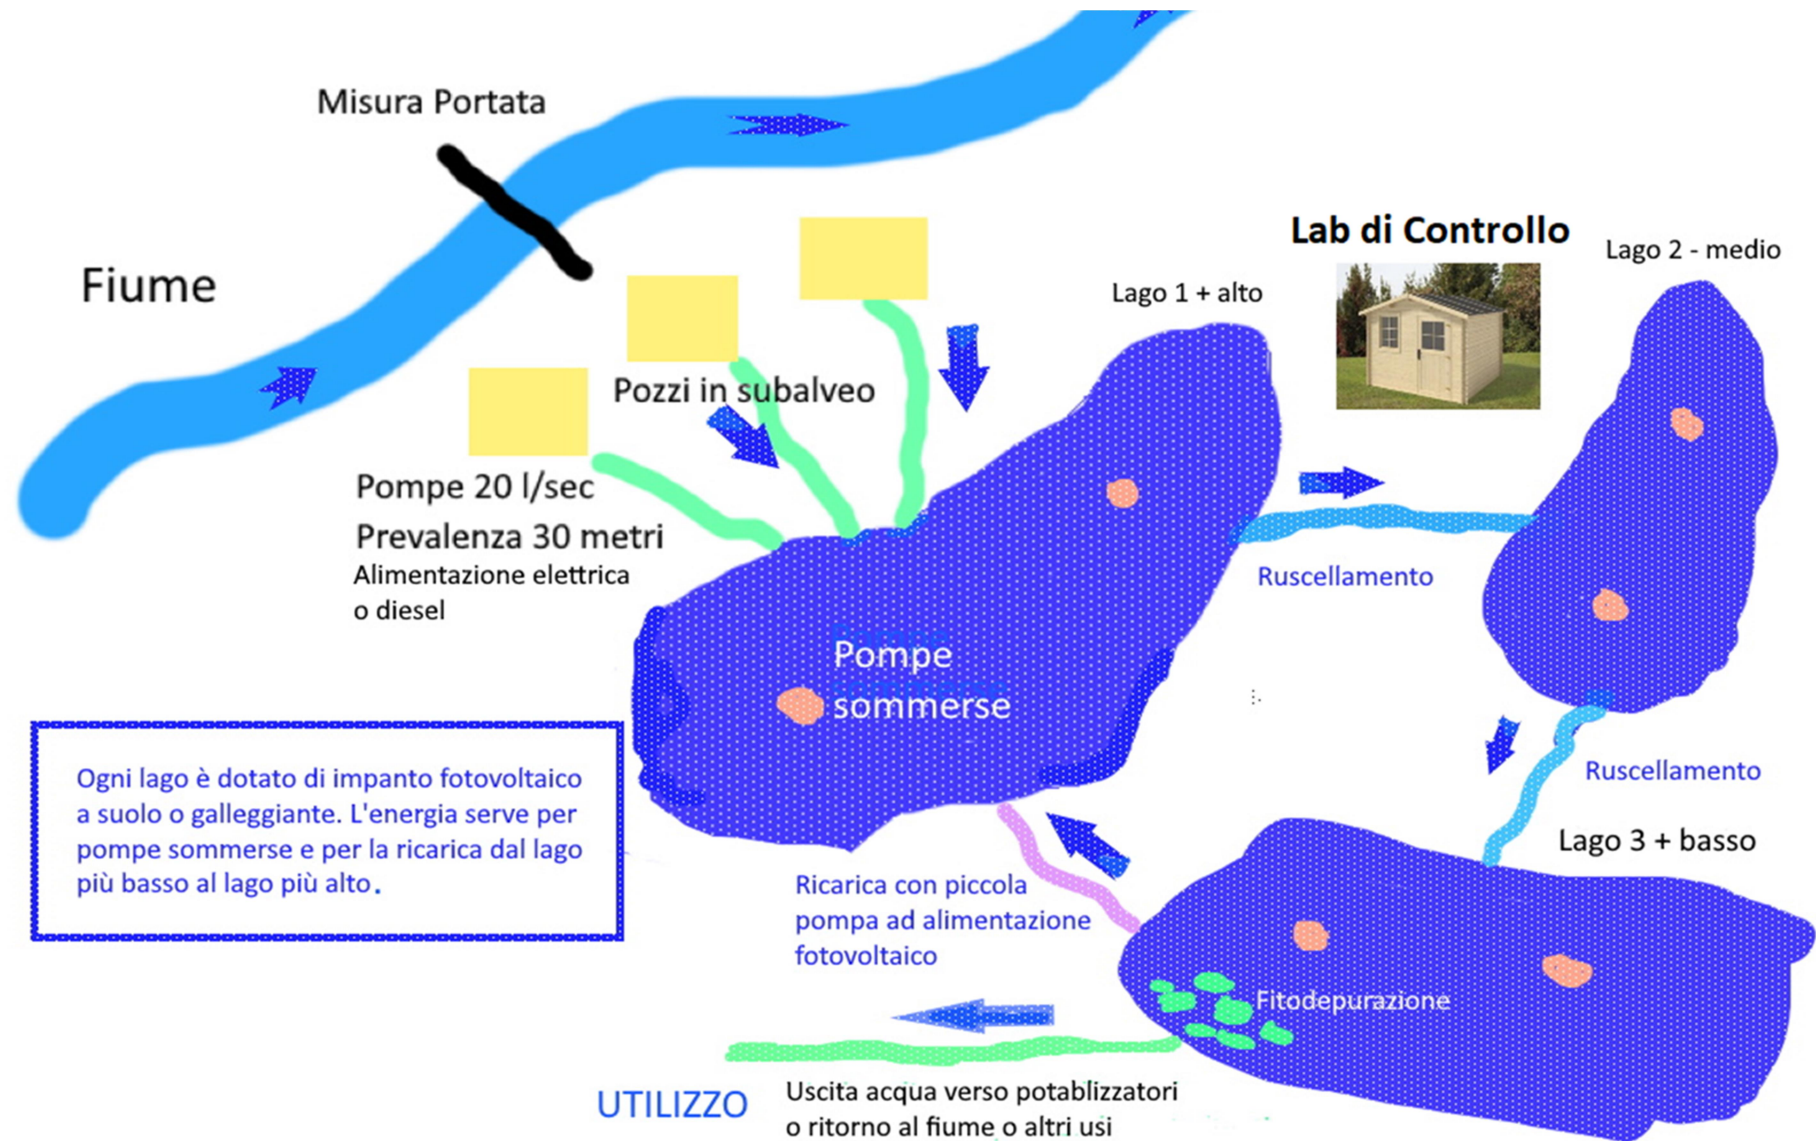 Misura Portata
Fiume
Lab di Controllo
Lago 2 - medio
Lago 1 + alto
Pozzi in subalveo
Pompe 20 l/sec
Prevalenza 30 metri
Alimentazione elettrica
o diesel
Ruscellamento
Pompe
sommerse
Ogni lago è dotato di impanto fotovoltaico
a suolo o galleggiante. L'energia serve per
pompe sommerse e per la ricarica dal lago
più basso al lago più alto.
Ruscellamento
Lago 3 + basso
Ricarica con piccola
pompa ad alimentazione
fotovoltaico
Fitodepurazione
UTILIZZO
Uscita acqua verso potablizzatori
o ritorno al fiume o altri usi